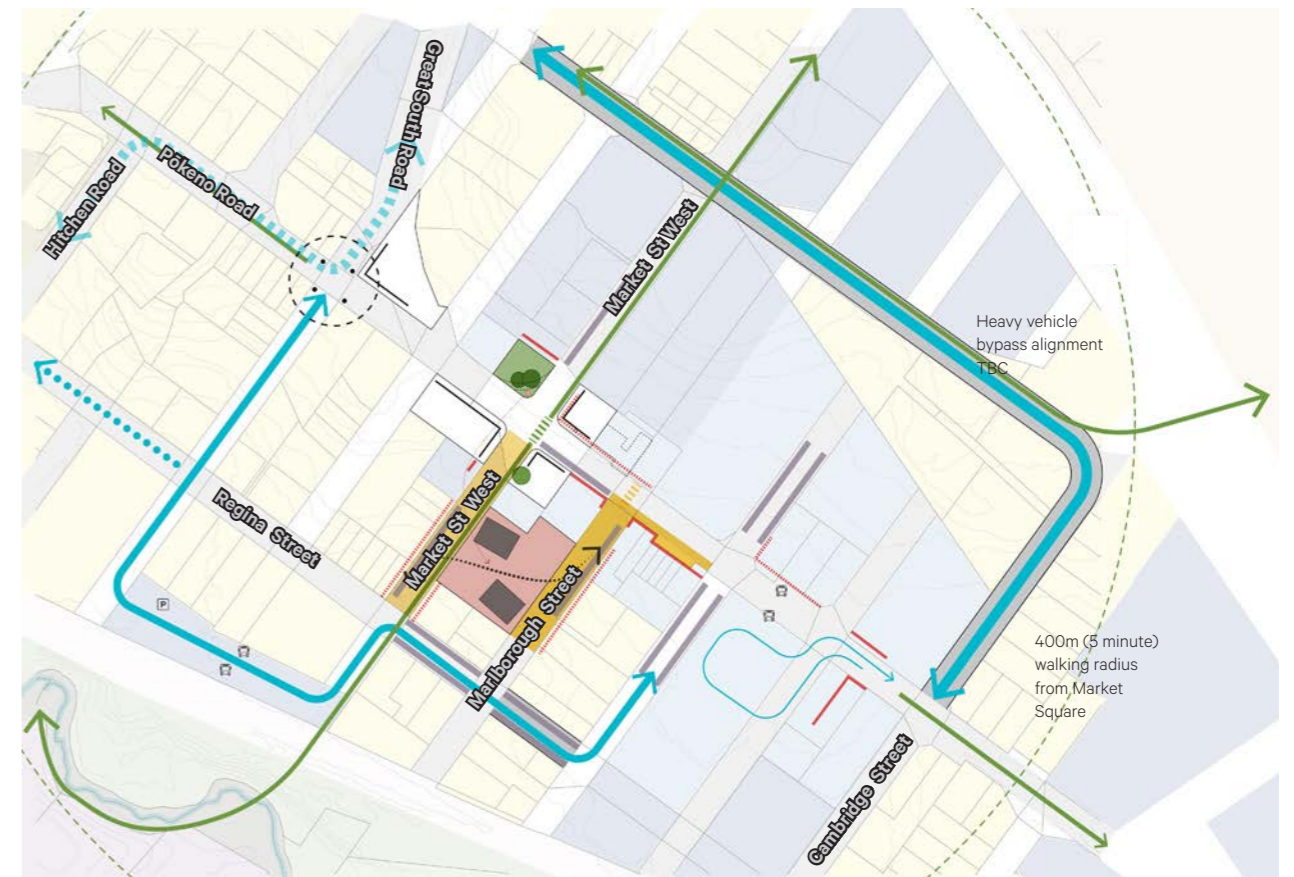 Great South Road
Hitchen Road
Pōkeno Road
Market St West
Heavy vehicle
bypass alignment
TBC
Regina Street
Market St West
Marlborough Street
P
400m (5 minute)
walking radius
from Market
Square
Cambridge Street